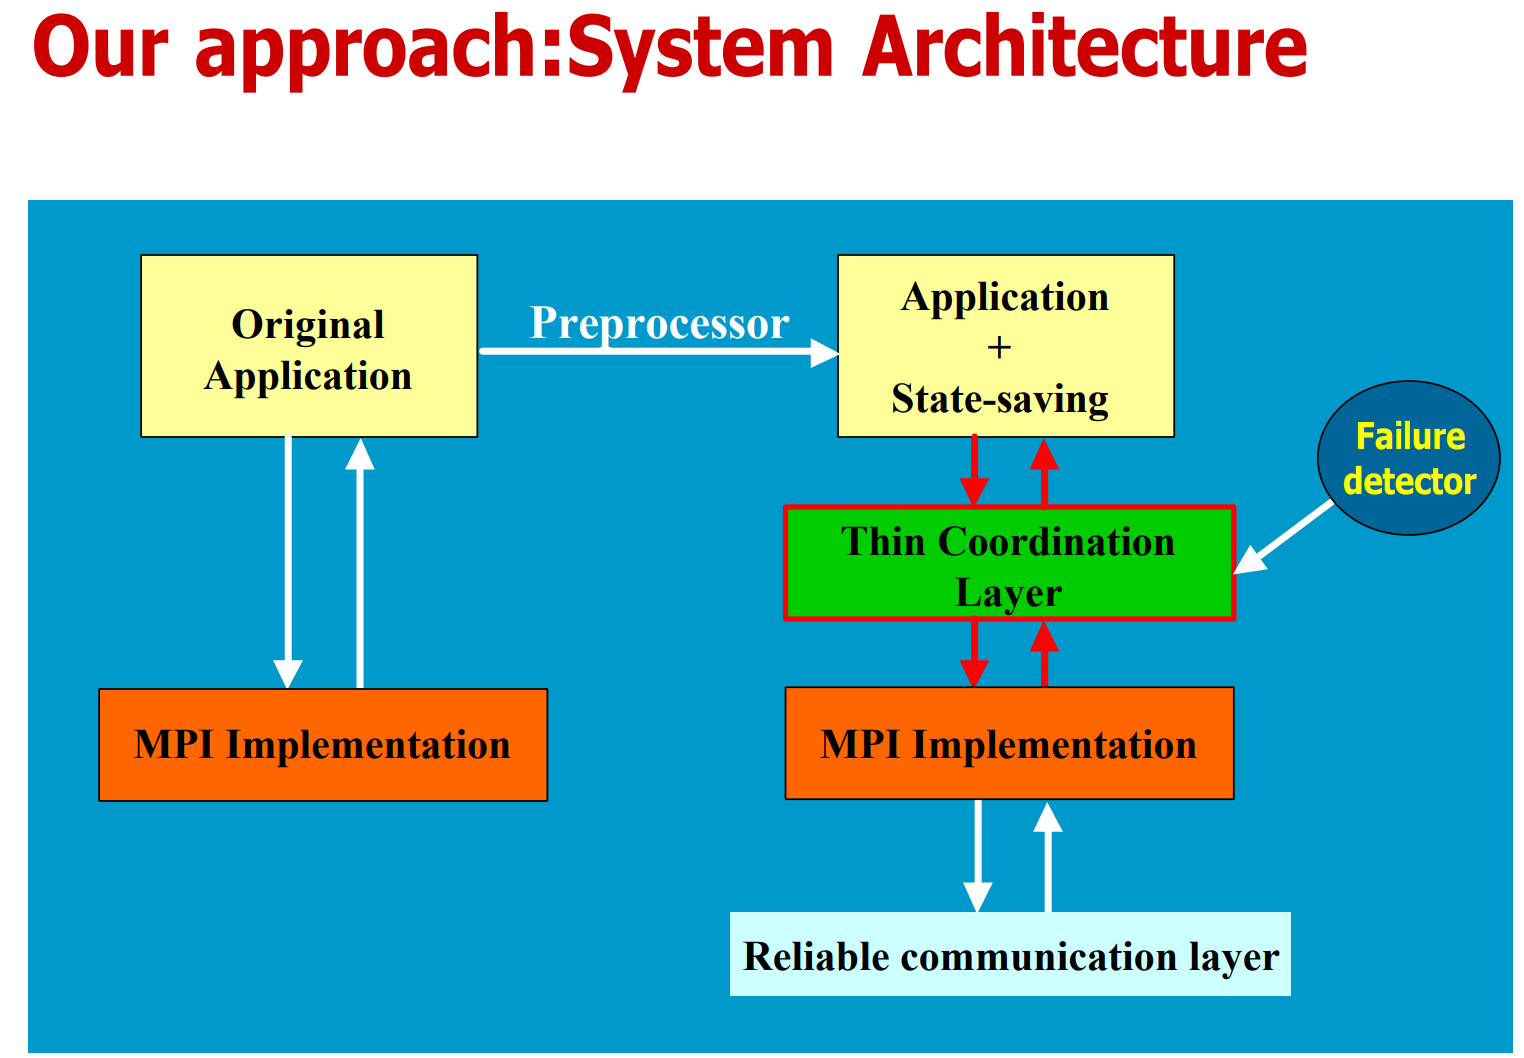 Our approach:System Architecture
Original
Application
Preprocessor
Application
+
State-saving
Failure
detector
Thin Coordination
Layer
MPI Implementation
MPI Implementation
Reliable communication layer